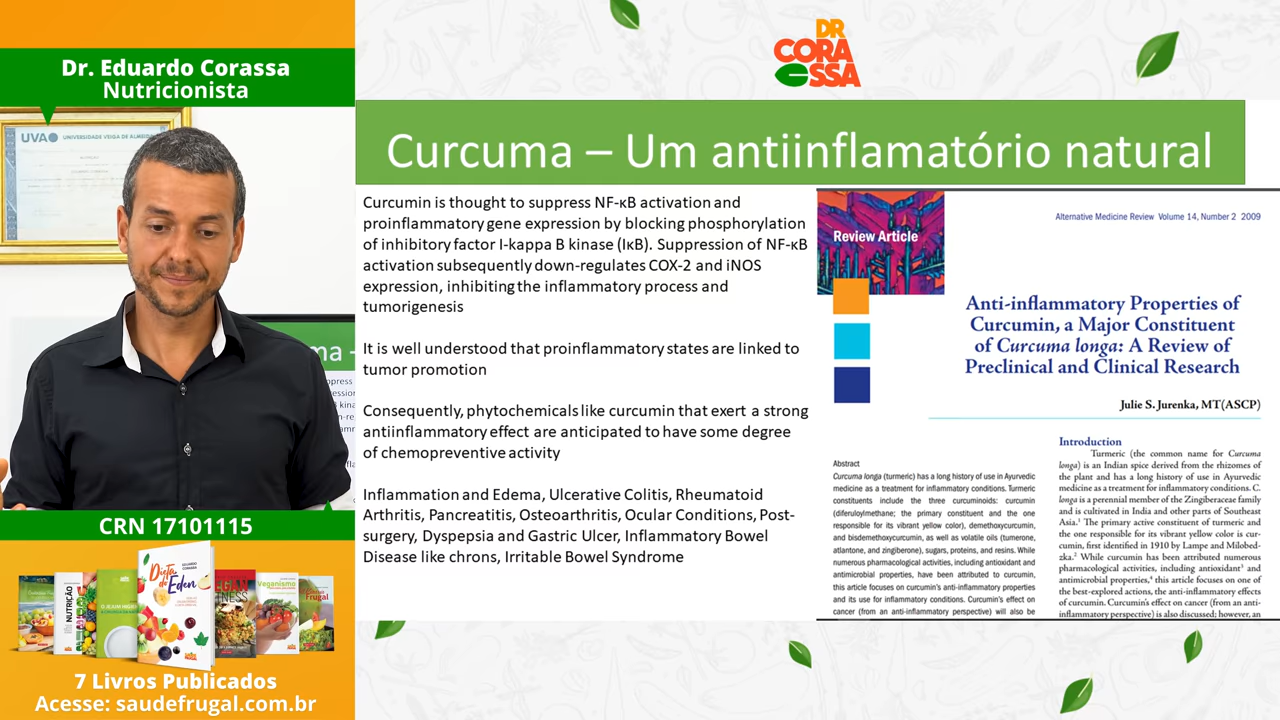 Dr. Eduardo Corassa
Nutricionista
UVA UNIVERSIDADE VEIGA DE ALMEIDA
CRN 17101115
Dieta do Eden
EDUARDO CORASSA
NUTRIÇÃO
Veganismo
Frugal
7 Livros Publicados
Acesse: saudefrugal.com.br
DR
CORA
SSA
Curcuma – Um antiinflamatório natural
Curcumin is thought to suppress NF-κB activation and
proinflammatory gene expression by blocking phosphorylation
of inhibitory factor I-kappa B kinase (IκB). Suppression of NF-κB
activation subsequently down-regulates COX-2 and iNOS
expression, inhibiting the inflammatory process and
tumorigenesis
It is well understood that proinflammatory states are linked to
tumor promotion
Consequently, phytochemicals like curcumin that exert a strong
antiinflammatory effect are anticipated to have some degree
of chemopreventive activity
Inflammation and Edema, Ulcerative Colitis, Rheumatoid
Arthritis, Pancreatitis, Osteoarthritis, Ocular Conditions, Post-
surgery, Dyspepsia and Gastric Ulcer, Inflammatory Bowel
Disease like chrons, Irritable Bowel Syndrome
Review Article
Alternative Medicine Review Volume 14, Number 2 2009
Anti-inflammatory Properties of
Curcumin, a Major Constituent
of Curcuma longa: A Review of
Preclinical and Clinical Research
Julie S. Jurenka, MT(ASCP)
Abstract
Curcuma longa (turmeric) has a long history of use in Ayurvedic
medicine as a treatment for inflammatory conditions. Turmeric
constituents include the three curcuminoids: curcumin
(diferuloylmethane; the primary constituent and the one
responsible for its vibrant yellow color), demethoxycurcumin,
and bisdemethoxycurcumin, as well as volatile oils (tumerone,
atlantone, and zingiberone), sugars, proteins, and resins. While
numerous pharmacological activities, including antioxidant and
antimicrobial properties, have been attributed to curcumin,
this article focuses on curcumin's anti-inflammatory properties
and its use for inflammatory conditions. Curcumin's effect on
cancer (from an anti-inflammatory perspective) will also be
Introduction
Turmeric (the common name for Curcuma
longa) is an Indian spice derived from the rhizomes of
the plant and has a long history of use in Ayurvedic
medicine as a treatment for inflammatory conditions. C.
longa is a perennial member of the Zingiberaceae family
and is cultivated in India and other parts of Southeast
Asia.¹ The primary active constituent of turmeric and
the one responsible for its vibrant yellow color is cur-
cumin, first identified in 1910 by Lampe and Milobed-
zka.² While curcumin has been attributed numerous
pharmacological activities, including antioxidant³ and
antimicrobial properties,⁴ this article focuses on one of
the best-explored actions, the anti-inflammatory effects
of curcumin. Curcumin's effect on cancer (from an anti-
inflammatory perspective) is also discussed; however, an